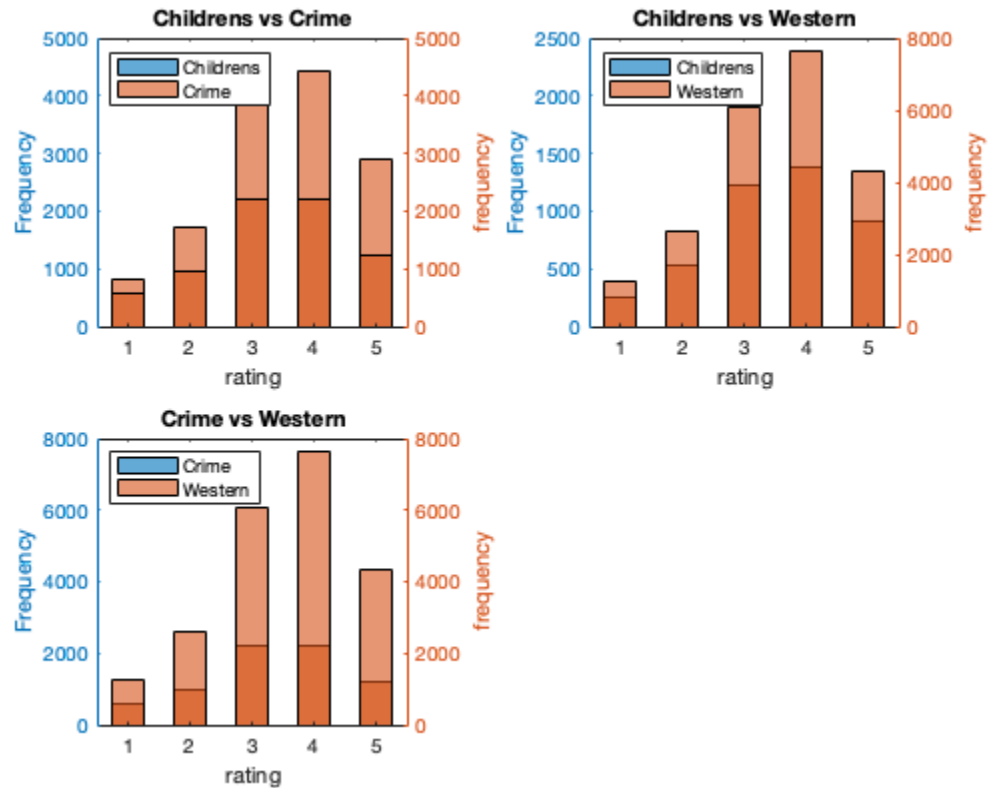 Childrens vs Crime
5000
4000
3000
2000
1000
0
Frequency
Childrens
Crime
5000
4000
3000
2000
1000
0
frequency
1 2 3 4 5
rating
Childrens vs Western
2500
2000
1500
1000
500
0
Frequency
Childrens
Western
8000
6000
4000
2000
0
frequency
1 2 3 4 5
rating
Crime vs Western
8000
6000
4000
2000
0
Frequency
Crime
Western
8000
6000
4000
2000
0
frequency
1 2 3 4 5
rating